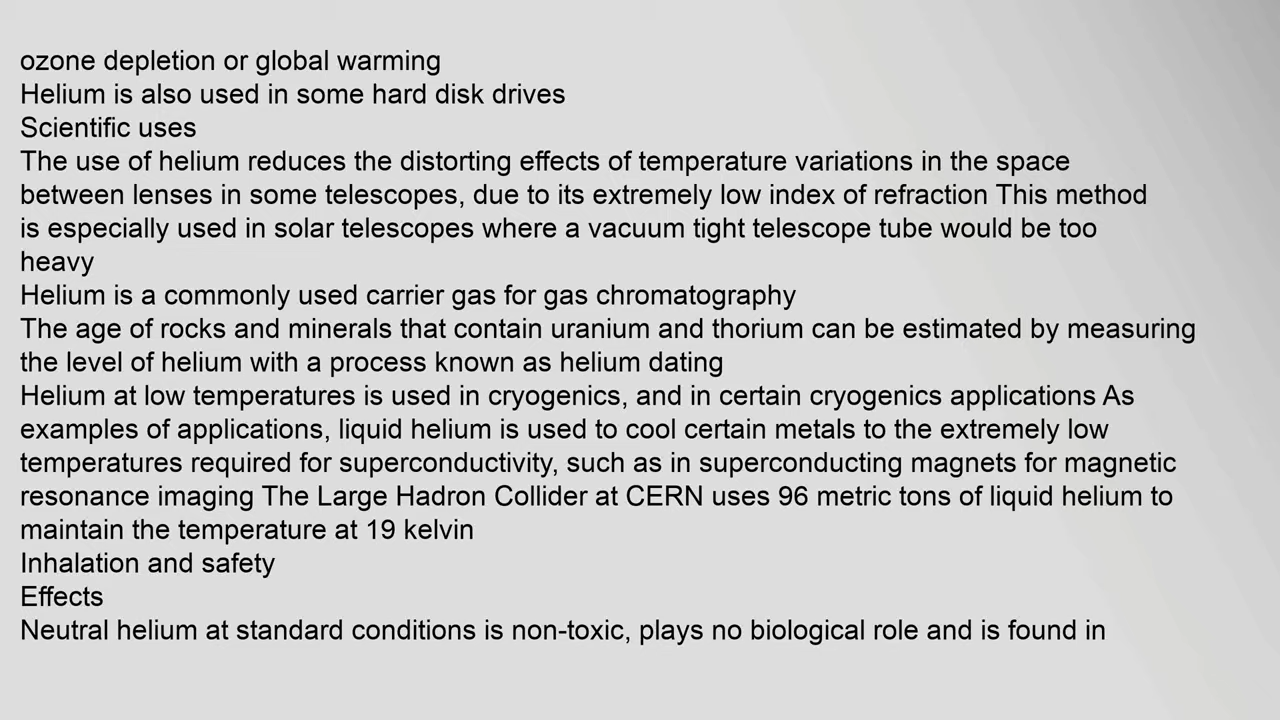 ozone depletion or global warming
Helium is also used in some hard disk drives
Scientific uses
The use of helium reduces the distorting effects of temperature variations in the space
between lenses in some telescopes, due to its extremely low index of refraction This method
is especially used in solar telescopes where a vacuum tight telescope tube would be too
heavy
Helium is a commonly used carrier gas for gas chromatography
The age of rocks and minerals that contain uranium and thorium can be estimated by measuring
the level of helium with a process known as helium dating
Helium at low temperatures is used in cryogenics, and in certain cryogenics applications As
examples of applications, liquid helium is used to cool certain metals to the extremely low
temperatures required for superconductivity, such as in superconducting magnets for magnetic
resonance imaging The Large Hadron Collider at CERN uses 96 metric tons of liquid helium to
maintain the temperature at 19 kelvin
Inhalation and safety
Effects
Neutral helium at standard conditions is non-toxic, plays no biological role and is found in